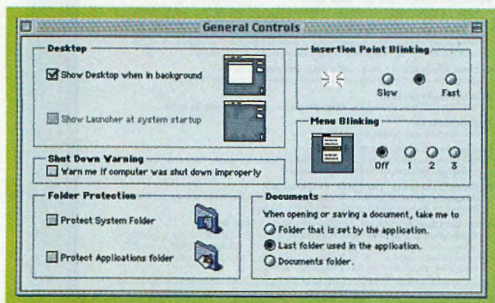 General Controls
Desktop
Show Desktop when in background
Show Launcher at system startup
Shut Down Warning
Warn me if computer was shut down improperly
Folder Protection
Protect System Folder
Protect Applications folder
Insertion Point Blinking
Slow
Fast
Menu Blinking
Off 1 2 3
Documents
When opening or saving a document, take me to
Folder that is set by the application.
Last folder used in the application.
Documents folder.